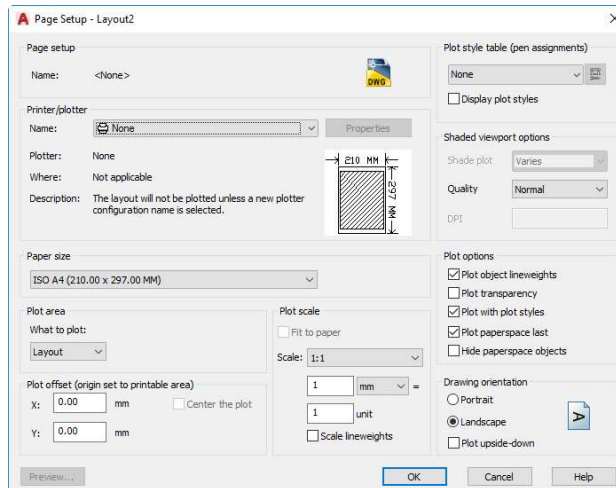 Page Setup - Layout2
Page setup
Name: <None>
DWG
Printer/plotter
Name: None
Properties
Plotter: None
Where: Not applicable
Description: The layout will not be plotted unless a new plotter
configuration name is selected.
210 MM
297 MM
Paper size
ISO A4 (210.00 x 297.00 MM)
Plot area
What to plot:
Layout
Plot offset (origin set to printable area)
X: 0.00 mm
Center the plot
Y: 0.00 mm
Plot scale
Fit to paper
Scale: 1:1
1 mm =
1 unit
Scale lineweights
Plot style table (pen assignments)
None
Display plot styles
Shaded viewport options
Shade plot Varies
Quality Normal
DPI
Plot options
Plot object lineweights
Plot transparency
Plot with plot styles
Plot paperspace last
Hide paperspace objects
Drawing orientation
Portrait
Landscape
A
Plot upside-down
Preview...
OK
Cancel
Help